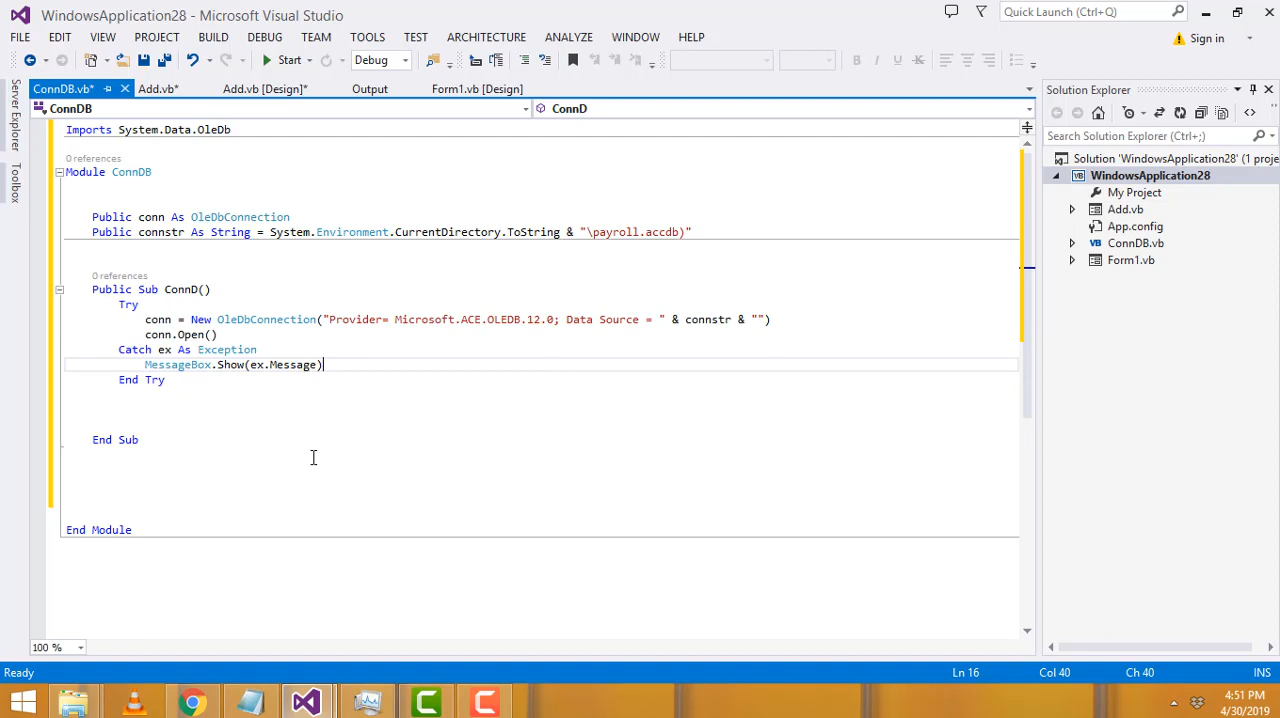 WindowsApplication28 - Microsoft Visual Studio
Quick Launch (Ctrl+Q)
FILE EDIT VIEW PROJECT BUILD DEBUG TEAM TOOLS TEST ARCHITECTURE ANALYZE WINDOW HELP
Sign in
Start Debug
ConnDB.vb* Add.vb* Add.vb [Design]* Output Form1.vb [Design]
Solution Explorer
Server Explorer
Toolbox
ConnDB ConnD
Search Solution Explorer (Ctrl+;)
Solution 'WindowsApplication28' (1 proje
WindowsApplication28
My Project
Add.vb
App.config
ConnDB.vb
Form1.vb
Imports System.Data.OleDb
0 references
Module ConnDB
Public conn As OleDbConnection
Public connstr As String = System.Environment.CurrentDirectory.ToString & "\payroll.accdb)"
0 references
Public Sub ConnD()
Try
conn = New OleDbConnection("Provider= Microsoft.ACE.OLEDB.12.0; Data Source = " & connstr & "")
conn.Open()
Catch ex As Exception
MessageBox.Show(ex.Message)
End Try
End Sub
End Module
100 %
Ready Ln 16 Col 40 Ch 40 INS
4:51 PM
4/30/2019